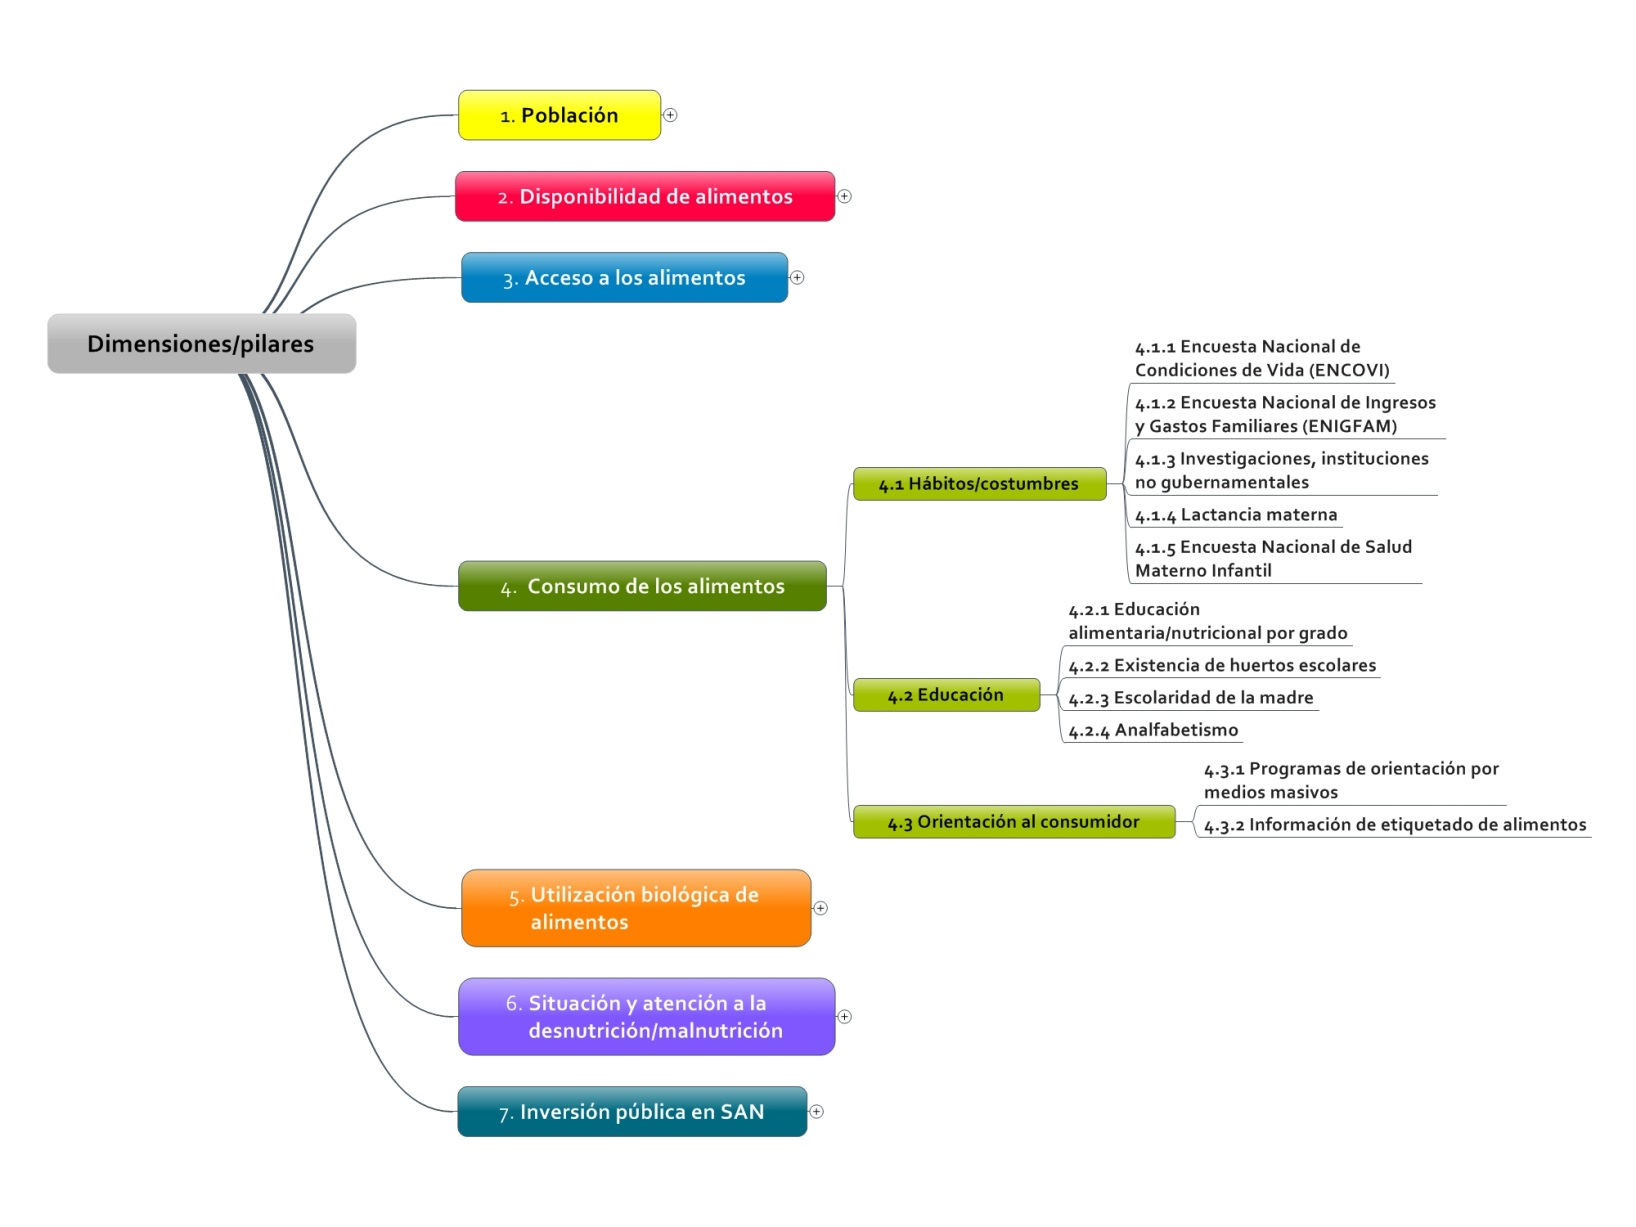 Dimensiones/pilares
1. Población
2. Disponibilidad de alimentos
3. Acceso a los alimentos
4. Consumo de los alimentos
4.1 Hábitos/costumbres
4.1.1 Encuesta Nacional de
Condiciones de Vida (ENCOVI)
4.1.2 Encuesta Nacional de Ingresos
y Gastos Familiares (ENIGFAM)
4.1.3 Investigaciones, instituciones
no gubernamentales
4.1.4 Lactancia materna
4.1.5 Encuesta Nacional de Salud
Materno Infantil
4.2 Educación
4.2.1 Educación
alimentaria/nutricional por grado
4.2.2 Existencia de huertos escolares
4.2.3 Escolaridad de la madre
4.2.4 Analfabetismo
4.3 Orientación al consumidor
4.3.1 Programas de orientación por
medios masivos
4.3.2 Información de etiquetado de alimentos
5. Utilización biológica de
alimentos
6. Situación y atención a la
desnutrición/malnutrición
7. Inversión pública en SAN